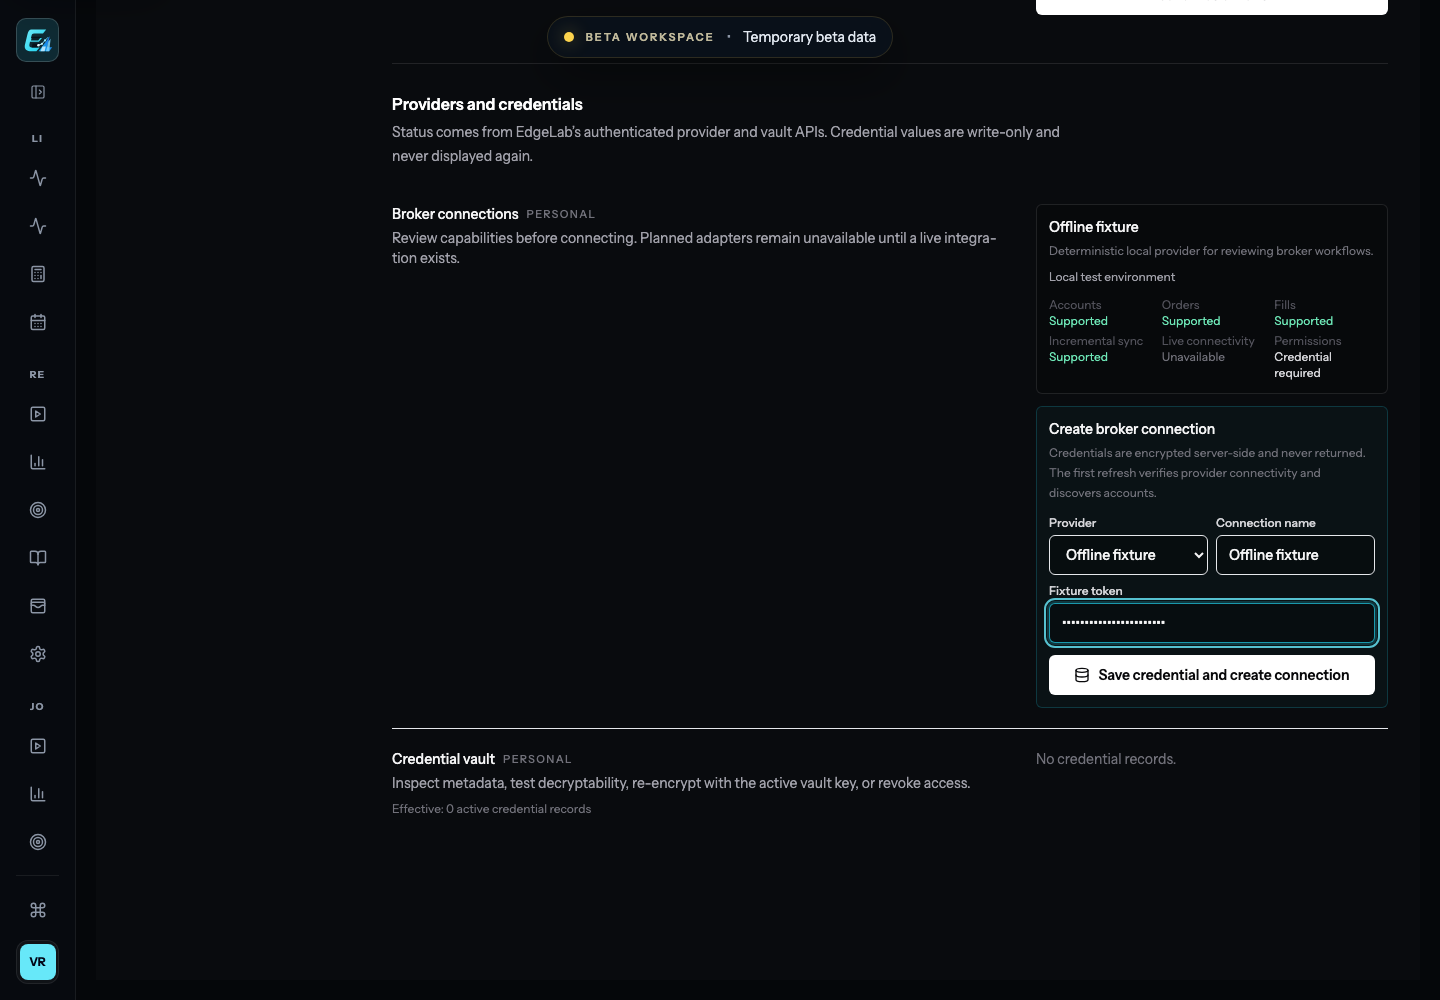 BETA WORKSPACE • Temporary beta data
LI
RE
JO
VR
Providers and credentials
Status comes from EdgeLab's authenticated provider and vault APIs. Credential values are write-only and
never displayed again.
Broker connections PERSONAL
Review capabilities before connecting. Planned adapters remain unavailable until a live integra-
tion exists.
Offline fixture
Deterministic local provider for reviewing broker workflows.
Local test environment
Accounts Orders Fills
Supported Supported Supported
Incremental sync Live connectivity Permissions
Supported Unavailable Credential
required
Create broker connection
Credentials are encrypted server-side and never returned.
The first refresh verifies provider connectivity and
discovers accounts.
Provider Connection name
Offline fixture Offline fixture
Fixture token
•••••••••••••••••••••••
Save credential and create connection
Credential vault PERSONAL
Inspect metadata, test decryptability, re-encrypt with the active vault key, or revoke access.
Effective: 0 active credential records
No credential records.